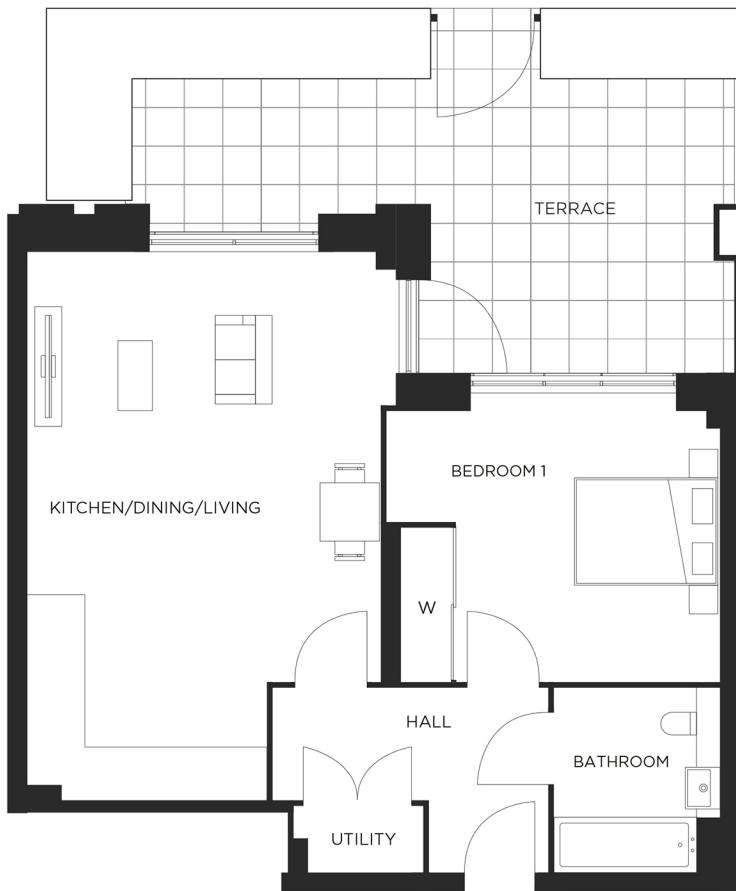 TERRACE
BEDROOM 1
KITCHEN/DINING/LIVING
W
HALL
BATHROOM
UTILITY